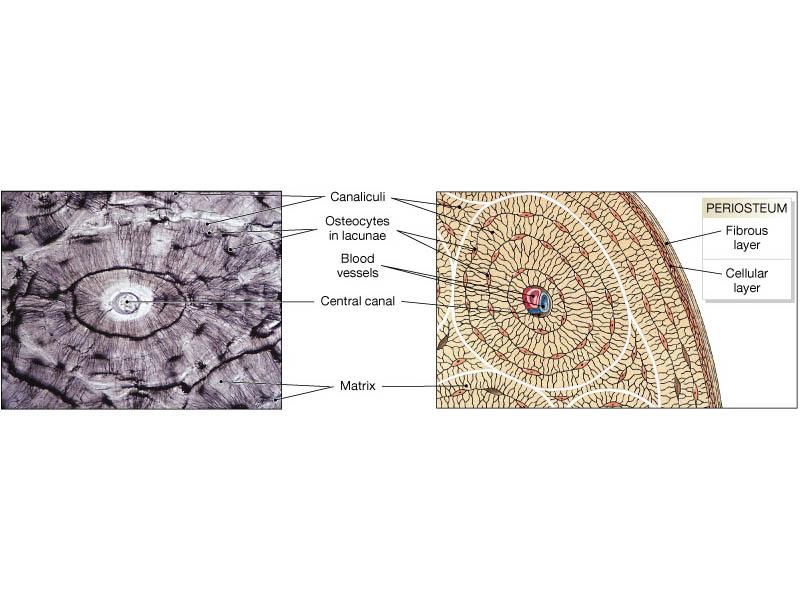 Canaliculi
Osteocytes
in lacunae
Blood
vessels
Central canal
Matrix
PERIOSTEUM
Fibrous
layer
Cellular
layer